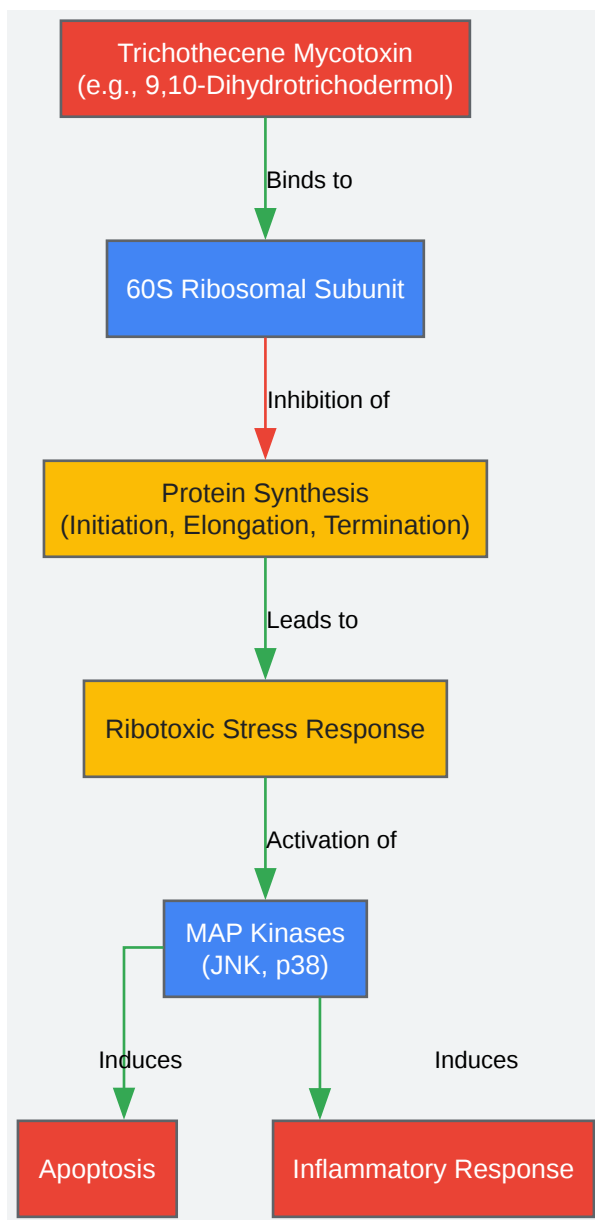 Trichothecene Mycotoxin
(e.g., 9,10-Dihydrotrichodermol)
Binds to
60S Ribosomal Subunit
Inhibition of
Protein Synthesis
(Initiation, Elongation, Termination)
Leads to
Ribotoxic Stress Response
Activation of
MAP Kinases
(JNK, p38)
Induces
Induces
Apoptosis
Inflammatory Response